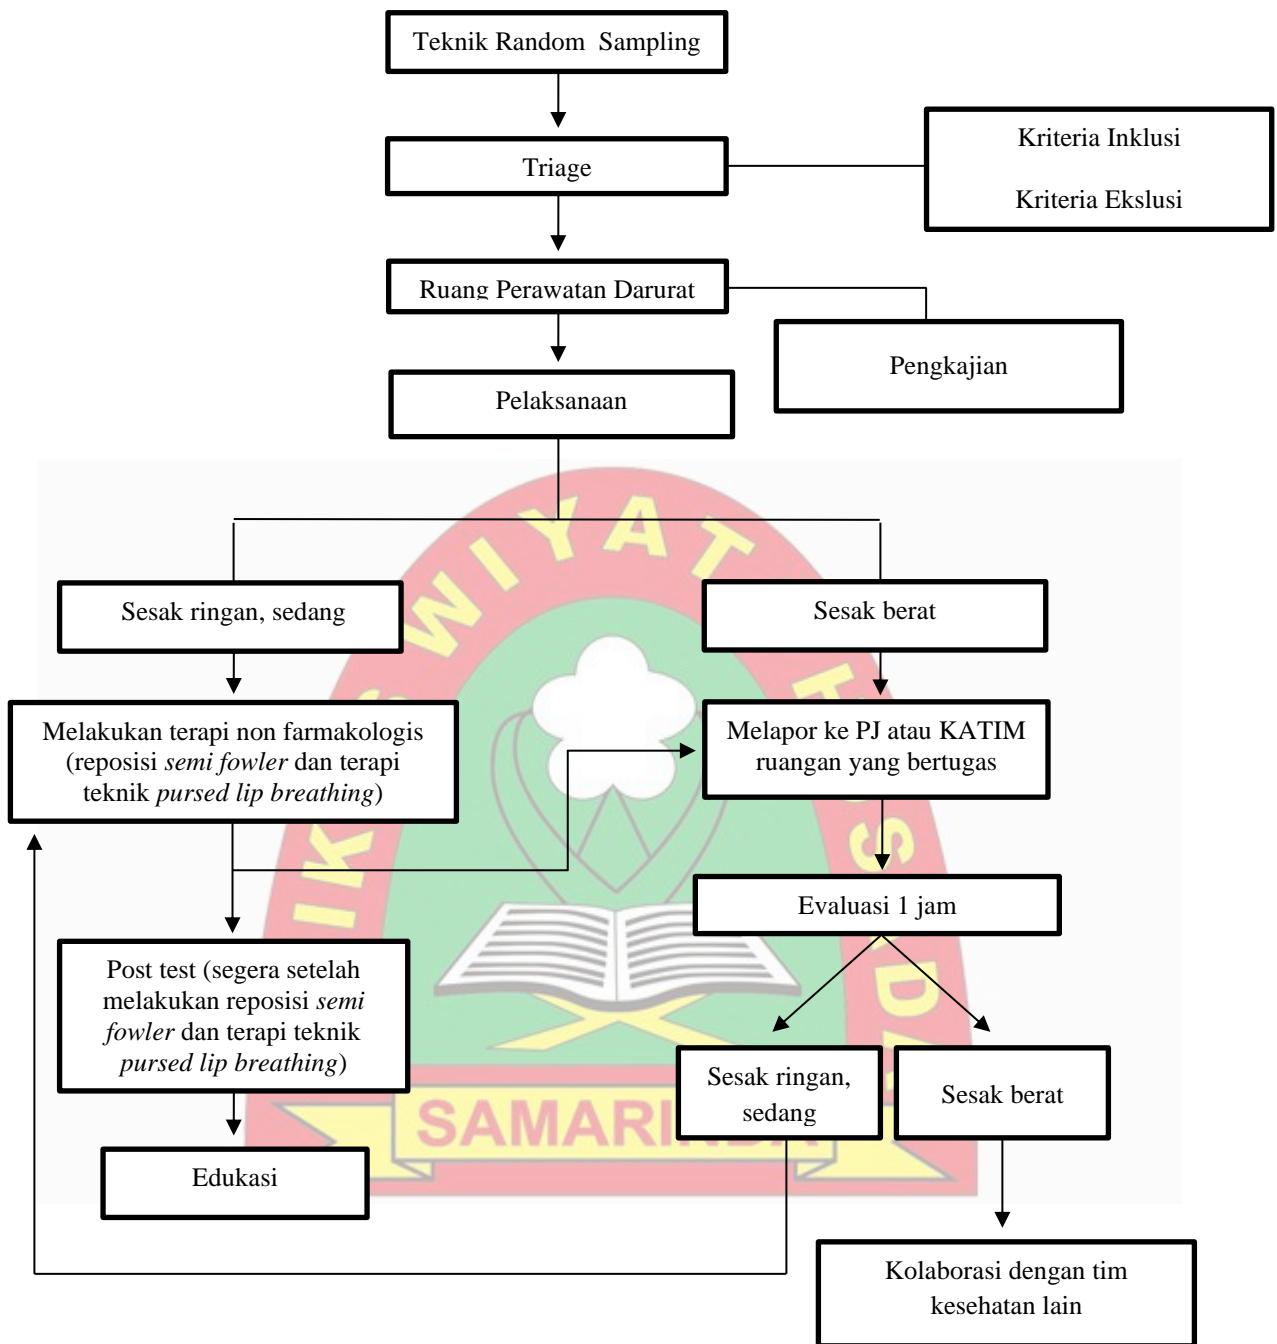 Teknik Random  Sampling
Triage
Kriteria Inklusi
Kriteria Ekslusi
Ruang Perawatan Darurat
Pengkajian
Pelaksanaan
Sesak ringan, sedang
Sesak berat
Melakukan terapi non farmakologis
(reposisi semi fowler dan terapi
teknik pursed lip breathing)
Melapor ke PJ atau KATIM
ruangan yang bertugas
Evaluasi 1 jam
Post test (segera setelah
melakukan reposisi semi
fowler dan terapi teknik
pursed lip breathing)
Sesak ringan,
sedang
Sesak berat
Edukasi
Kolaborasi dengan tim
kesehatan lain
WIYAT